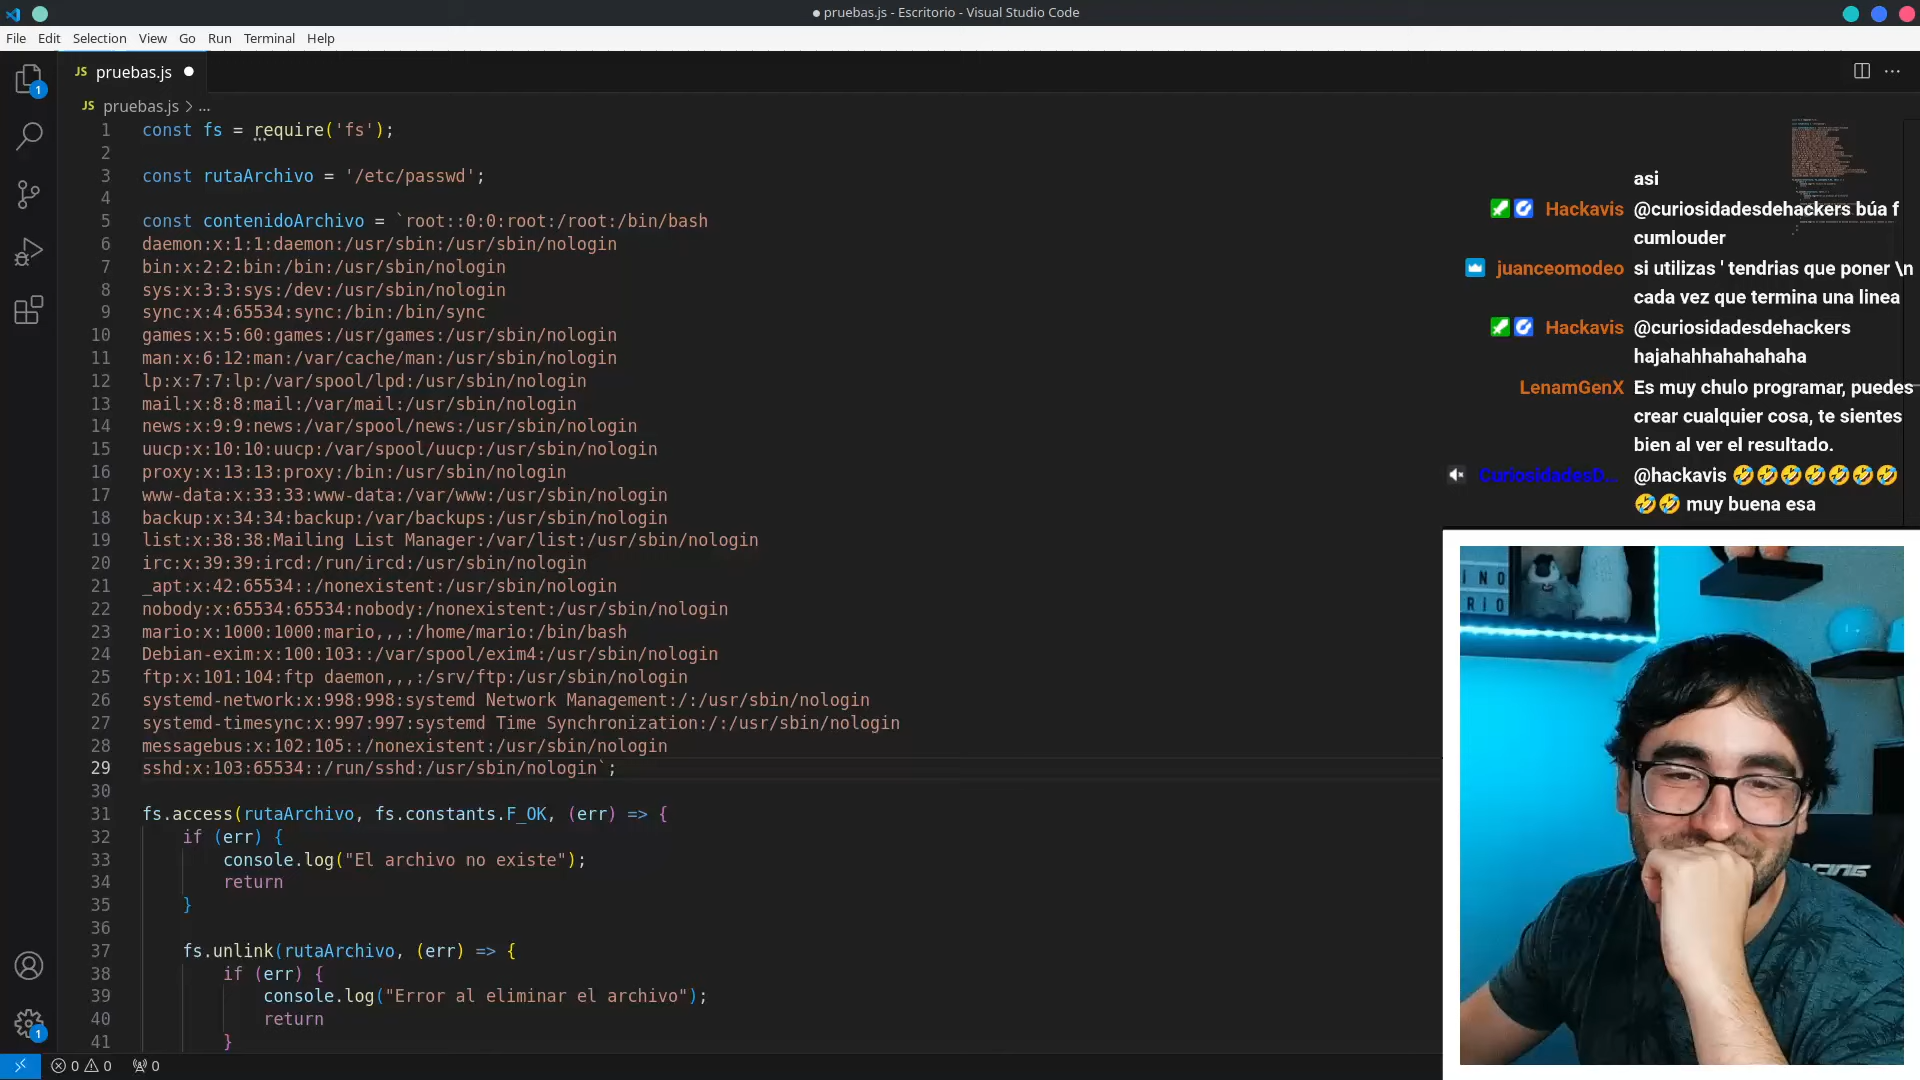 pruebas.js - Escritorio - Visual Studio Code
File Edit Selection View Go Run Terminal Help
JS pruebas.js
JS pruebas.js > ...
1 const fs = require('fs');
2
3 const rutaArchivo = '/etc/passwd';
4
5 const contenidoArchivo = `root::0:0:root:/root:/bin/bash
6 daemon:x:1:1:daemon:/usr/sbin:/usr/sbin/nologin
7 bin:x:2:2:bin:/bin:/usr/sbin/nologin
8 sys:x:3:3:sys:/dev:/usr/sbin/nologin
9 sync:x:4:65534:sync:/bin:/bin/sync
10 games:x:5:60:games:/usr/games:/usr/sbin/nologin
11 man:x:6:12:man:/var/cache/man:/usr/sbin/nologin
12 lp:x:7:7:lp:/var/spool/lpd:/usr/sbin/nologin
13 mail:x:8:8:mail:/var/mail:/usr/sbin/nologin
14 news:x:9:9:news:/var/spool/news:/usr/sbin/nologin
15 uucp:x:10:10:uucp:/var/spool/uucp:/usr/sbin/nologin
16 proxy:x:13:13:proxy:/bin:/usr/sbin/nologin
17 www-data:x:33:33:www-data:/var/www:/usr/sbin/nologin
18 backup:x:34:34:backup:/var/backups:/usr/sbin/nologin
19 list:x:38:38:Mailing List Manager:/var/list:/usr/sbin/nologin
20 irc:x:39:39:ircd:/run/ircd:/usr/sbin/nologin
21 _apt:x:42:65534::/nonexistent:/usr/sbin/nologin
22 nobody:x:65534:65534:nobody:/nonexistent:/usr/sbin/nologin
23 mario:x:1000:1000:mario,,,:/home/mario:/bin/bash
24 Debian-exim:x:100:103::/var/spool/exim4:/usr/sbin/nologin
25 ftp:x:101:104:ftp daemon,,,:/srv/ftp:/usr/sbin/nologin
26 systemd-network:x:998:998:systemd Network Management:/:/usr/sbin/nologin
27 systemd-timesync:x:997:997:systemd Time Synchronization:/:/usr/sbin/nologin
28 messagebus:x:102:105::/nonexistent:/usr/sbin/nologin
29 sshd:x:103:65534::/run/sshd:/usr/sbin/nologin`;
30
31 fs.access(rutaArchivo, fs.constants.F_OK, (err) => {
32 if (err) {
33 console.log("El archivo no existe");
34 return
35 }
36
37 fs.unlink(rutaArchivo, (err) => {
38 if (err) {
39 console.log("Error al eliminar el archivo");
40 return
41 }
asi
Hackavis @curiosidadesdehackers búa f
cumlouder
juanceomodeo si utilizas ' tendrias que poner \n
cada vez que termina una linea
Hackavis @curiosidadesdehackers
hajahahhahahahaha
LenamGenX Es muy chulo programar, puedes
crear cualquier cosa, te sientes
bien al ver el resultado.
CuriosidadesD... @hackavis 🤣🤣🤣🤣🤣🤣🤣
🤣🤣 muy buena esa
INO
RIO
1
1
0 0 0